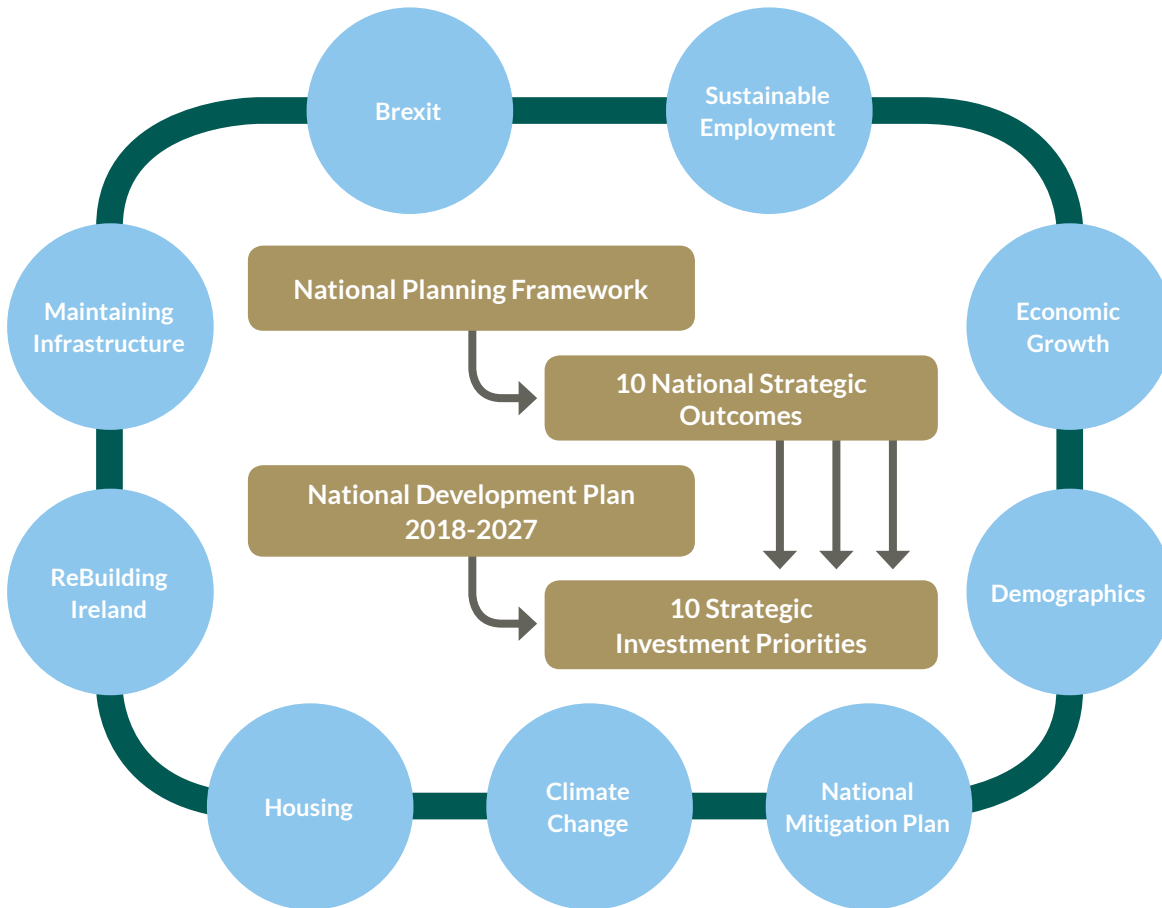 Brexit
Sustainable
Employment
Maintaining
Infrastructure
National Planning Framework
Economic
Growth
10 National Strategic
Outcomes
National Development Plan
2018-2027
ReBuilding
Ireland
10 Strategic
Investment Priorities
Demographics
Housing
Climate
Change
National
Mitigation Plan